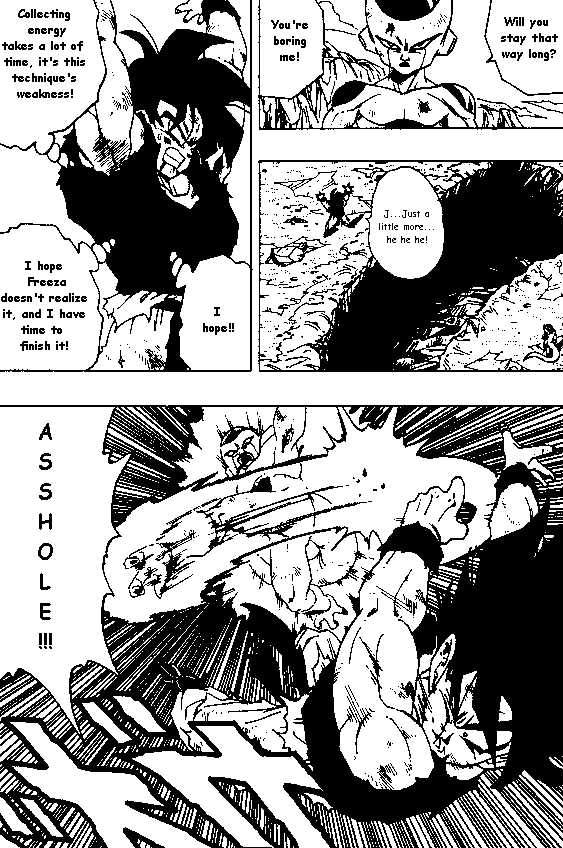 Collecting
energy
takes a lot of
time, it's this
technique's
weakness!
You're
boring
me!
Will you
stay that
way long?
I hope
Freeza
doesn't realize
it, and I have
time to
finish it!
I
hope!!
J...Just a
little more...
he he he!
A
S
S
H
O
L
E
!!!